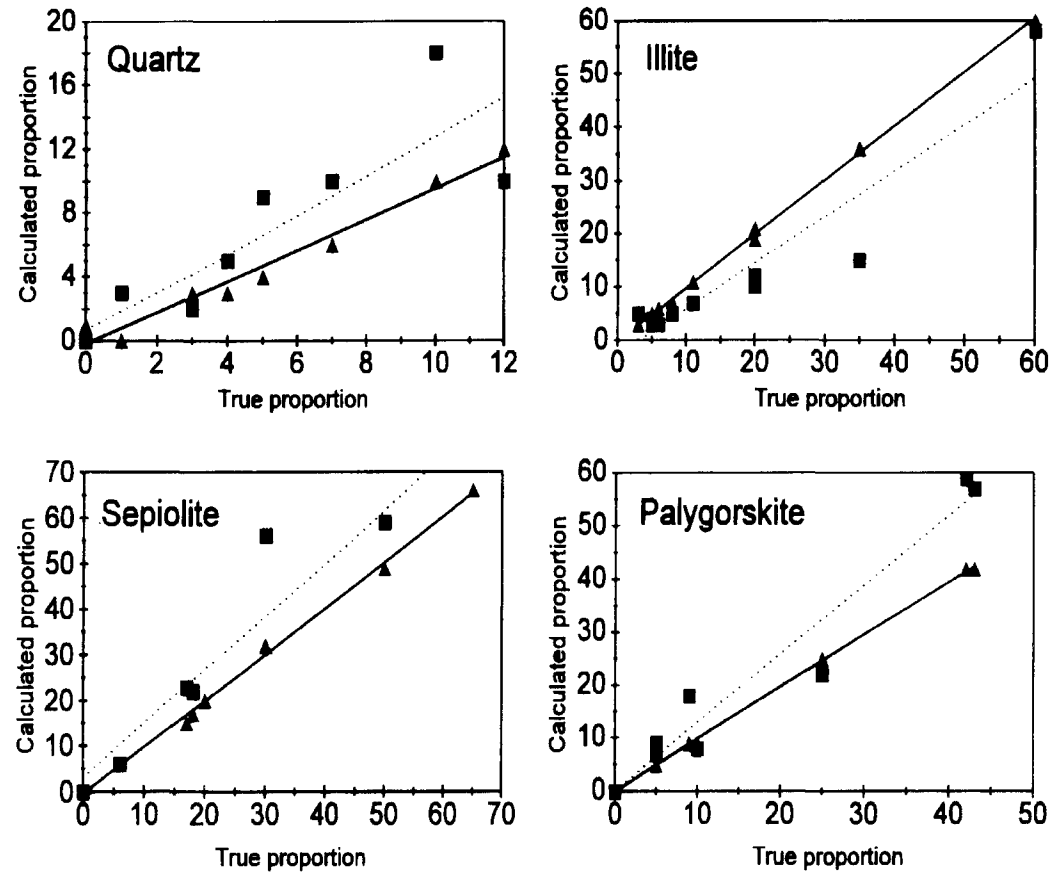 Quartz
Calculated proportion
20
16
12
8
4
0
0 2 4 6 8 10 12
True proportion
Illite
Calculated proportion
60
50
40
30
20
10
0
0 10 20 30 40 50 60
True proportion
Sepiolite
Calculated proportion
70
60
50
40
30
20
10
0
0 10 20 30 40 50 60 70
True proportion
Palygorskite
Calculated proportion
60
50
40
30
20
10
0
0 10 20 30 40 50
True proportion